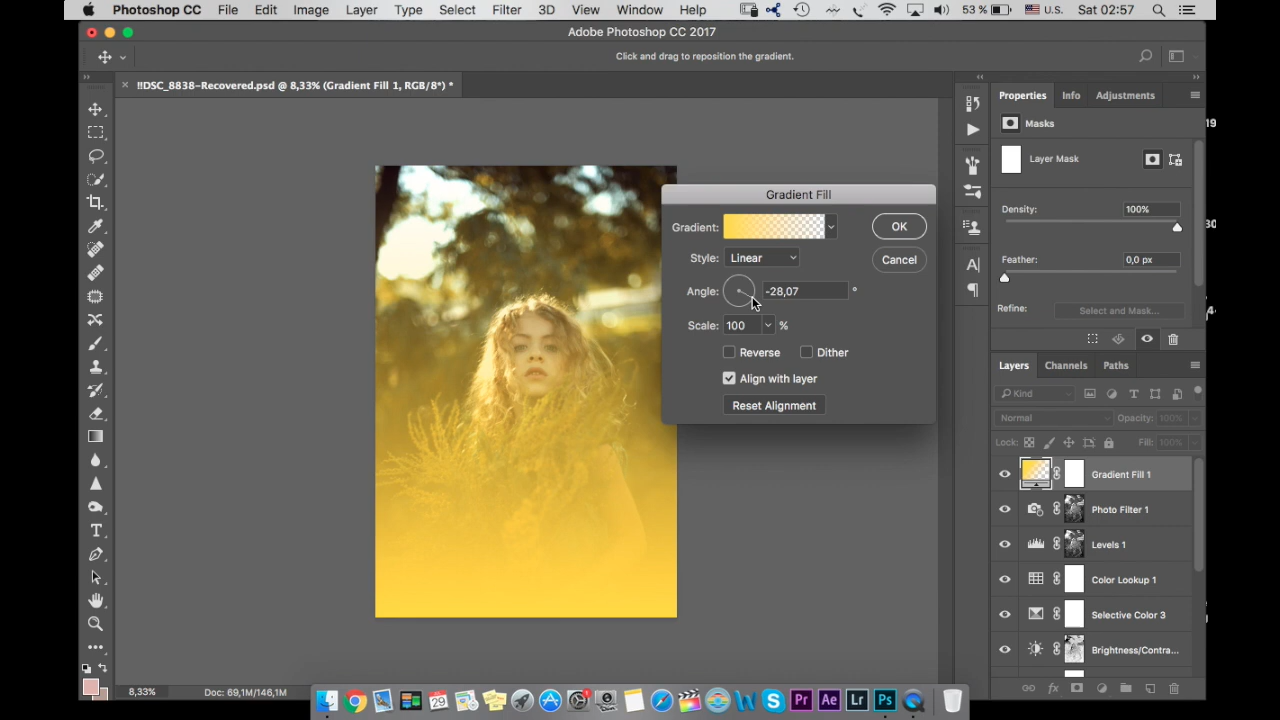 Photoshop CC File Edit Image Layer Type Select Filter 3D View Window Help 53 % U.S. Sat 02:57
Adobe Photoshop CC 2017
Click and drag to reposition the gradient.
!!DSC_8838-Recovered.psd @ 8,33% (Gradient Fill 1, RGB/8*) *
Properties Info Adjustments
Masks
Layer Mask
Density: 100%
Feather: 0,0 px
Refine: Select and Mask...
Gradient Fill
Gradient: OK
Style: Linear Cancel
Angle: -28,07 °
Scale: 100 %
Reverse Dither
Align with layer
Reset Alignment
Layers Channels Paths
Kind
Normal Opacity: 100%
Lock: Fill: 100%
Gradient Fill 1
Photo Filter 1
Levels 1
Color Lookup 1
Selective Color 3
Brightness/Contra...
8,33% Doc: 69,1M/146,1M
29 Pr Ae Lr Ps